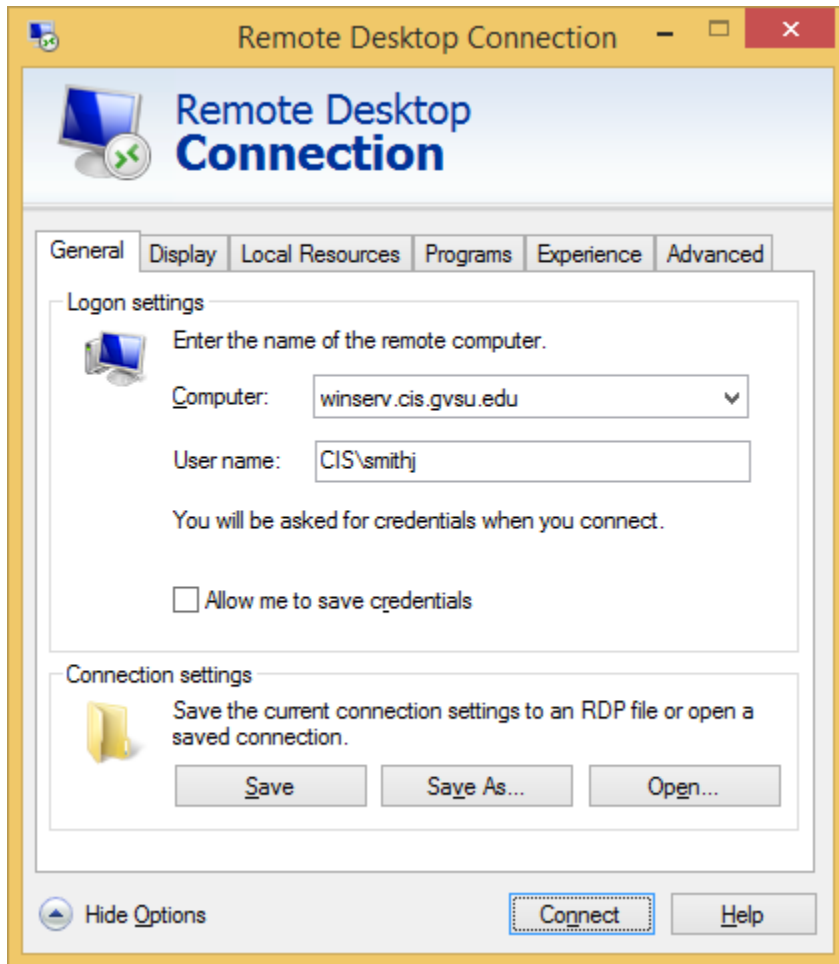 Remote Desktop Connection
Remote Desktop
Connection
General Display Local Resources Programs Experience Advanced
Logon settings
Enter the name of the remote computer.
Computer: winserv.cis.gvsu.edu
User name: CIS\smithj
You will be asked for credentials when you connect.
Allow me to save credentials
Connection settings
Save the current connection settings to an RDP file or open a
saved connection.
Save Save As... Open...
Hide Options Connect Help